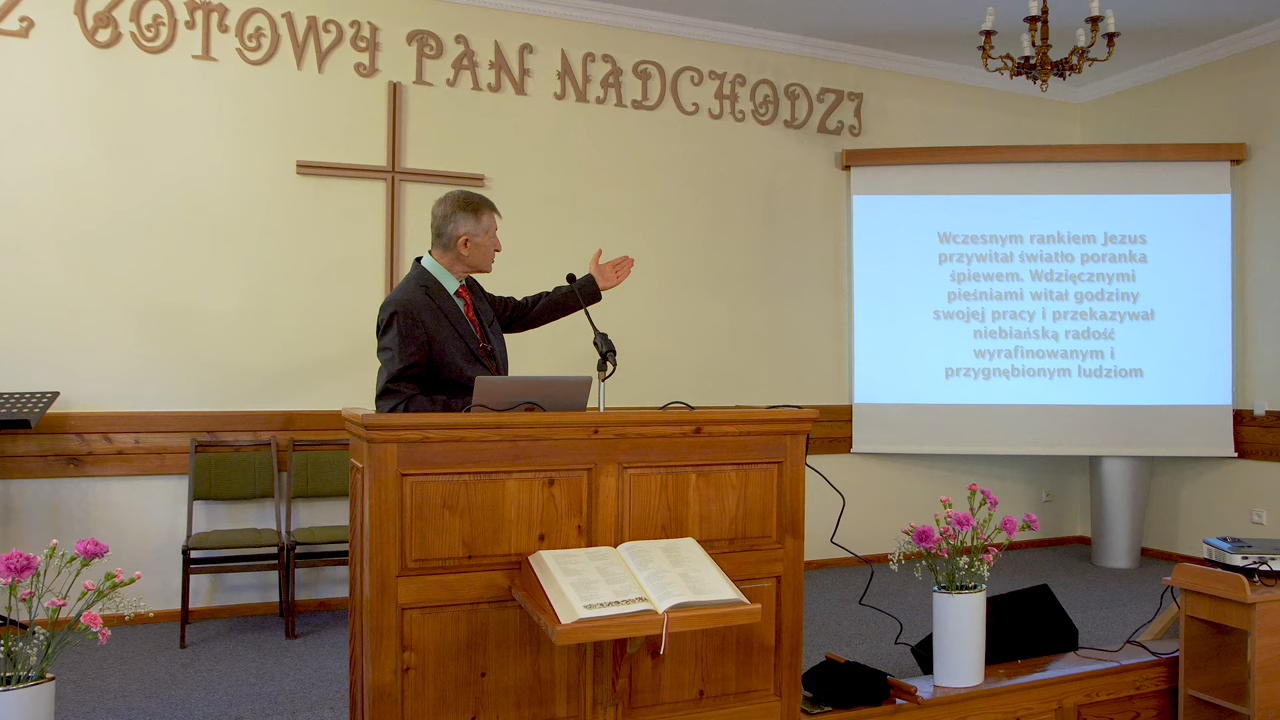 Z GOTOWY PAN NADCHODZI
Wczesnym rankiem Jezus
przywitał światło poranka
śpiewem. Wdzięcznymi
pieśniami witał godziny
swojej pracy i przekazywał
niebiańską radość
wyrafinowanym i
przygnębionym ludziom